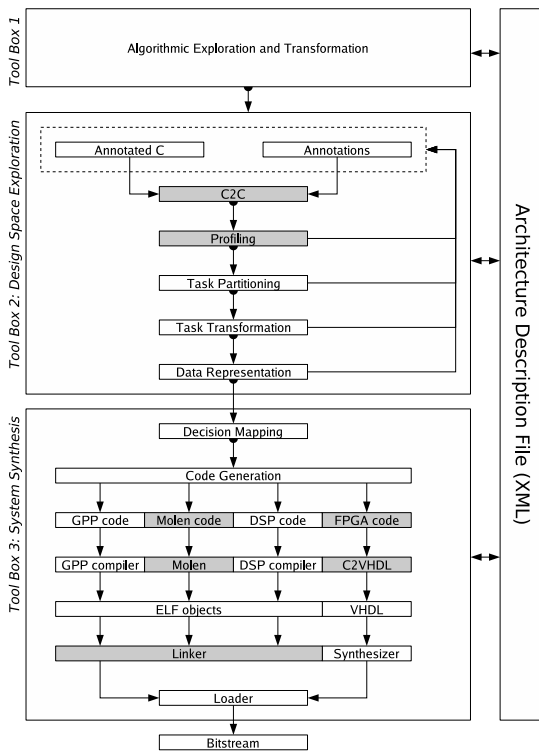 Tool Box 1
Algorithmic Exploration and Transformation
Tool Box 2: Design Space Exploration
Annotated C
Annotations
C2C
Profiling
Task Partitioning
Task Transformation
Data Representation
Tool Box 3: System Synthesis
Decision Mapping
Code Generation
GPP code
Molen code
DSP code
FPGA code
GPP compiler
Molen
DSP compiler
C2VHDL
ELF objects
VHDL
Linker
Synthesizer
Loader
Bitstream
Architecture Description File (XML)